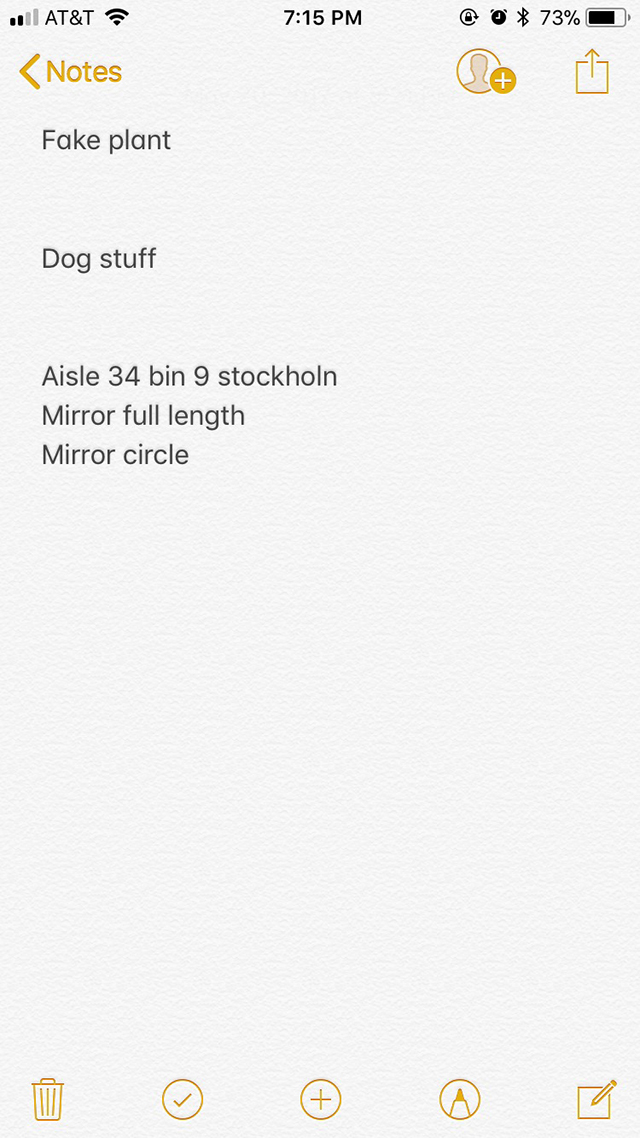 AT&T 7:15 PM 73%
Notes
Fake plant
Dog stuff
Aisle 34 bin 9 stockholn
Mirror full length
Mirror circle